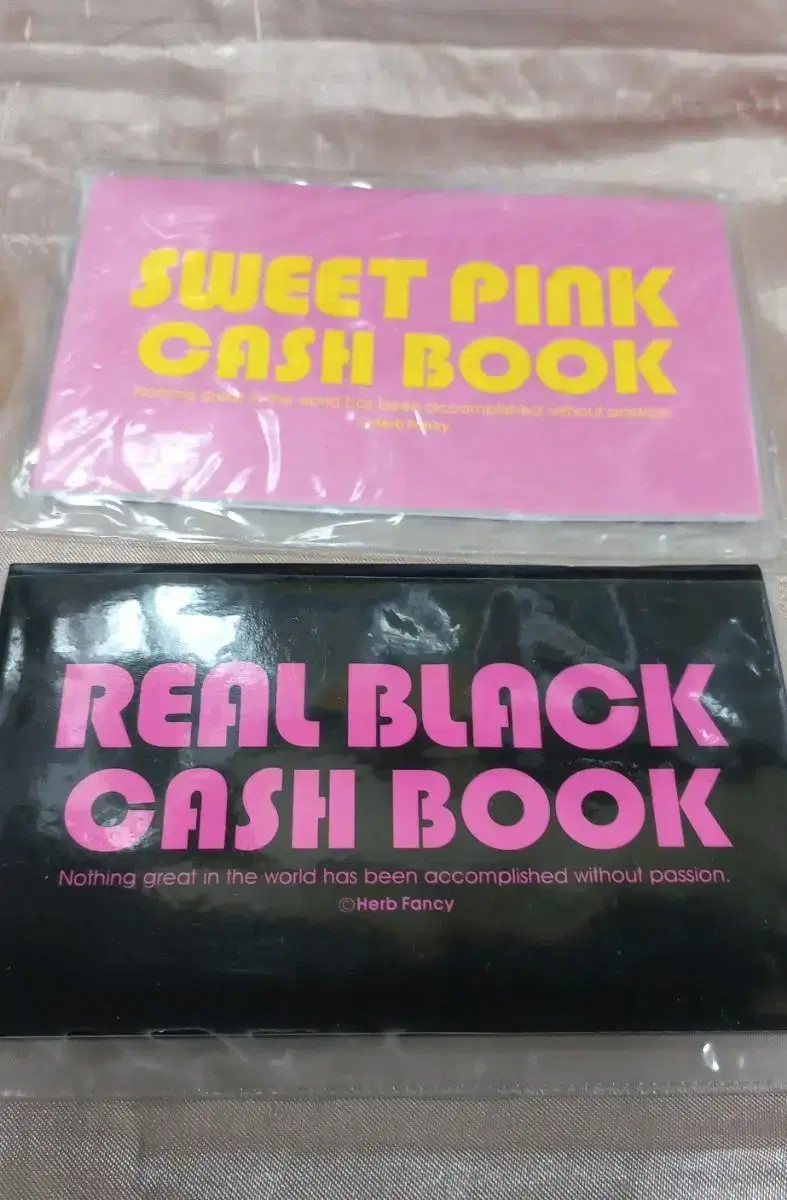 SWEET PINK
CASH BOOK
Nothing great in the world has been accomplished without passion.
©Herb Fancy
REAL BLACK
CASH BOOK
Nothing great in the world has been accomplished without passion.
©Herb Fancy